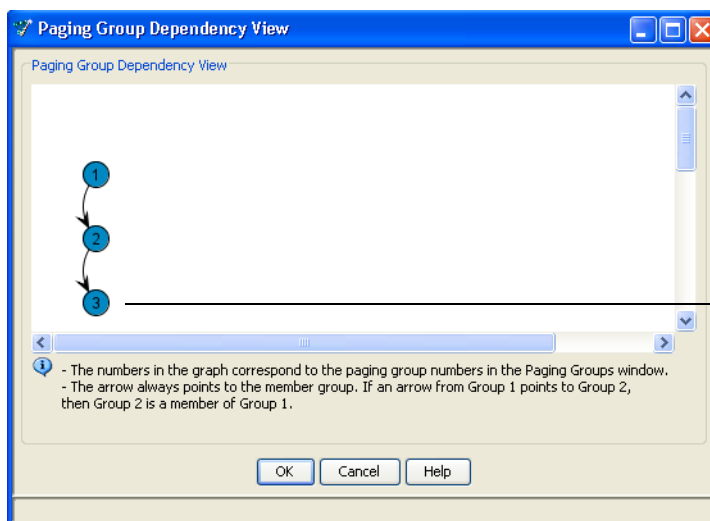 Paging Group Dependency View
Paging Group Dependency View
1
2
3
- The numbers in the graph correspond to the paging group numbers in the Paging Groups window.
- The arrow always points to the member group. If an arrow from Group 1 points to Group 2,
then Group 2 is a member of Group 1.
OK Cancel Help